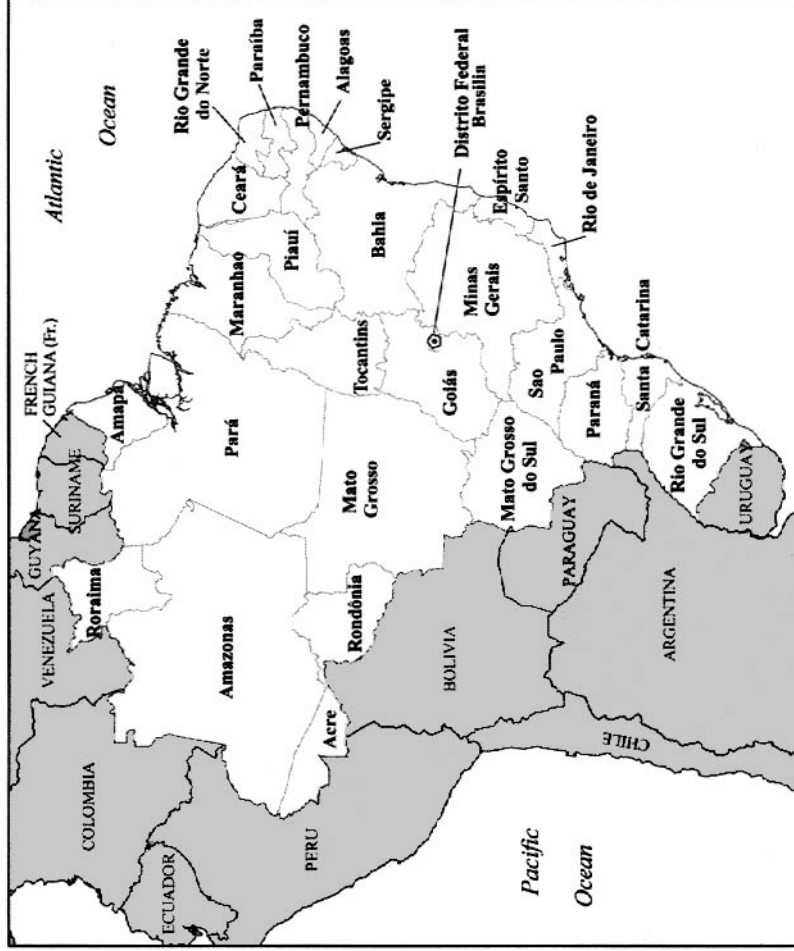 Atlantic
Ocean
FRENCH
GUIANA (Fr.)
SURINAME
GUYANA
VENEZUELA
COLOMBIA
ECUADOR
PERU
BOLIVIA
CHILE
PARAGUAY
ARGENTINA
URUGUAY
Pacific
Ocean
Roraima
Amapá
Amazonas
Pará
Acre
Rondônia
Mato
Grosso
Tocantins
Maranhao
Piauí
Ceará
Rio Grande
do Norte
Paraíba
Pernambuco
Alagoas
Sergipe
Bahia
Distrito Federal
Brasilia
Goiás
Minas
Gerais
Espírito
Santo
Rio de Janeiro
Mato Grosso
do Sul
Sao
Paulo
Paraná
Santa Catarina
Rio Grande
do Sul